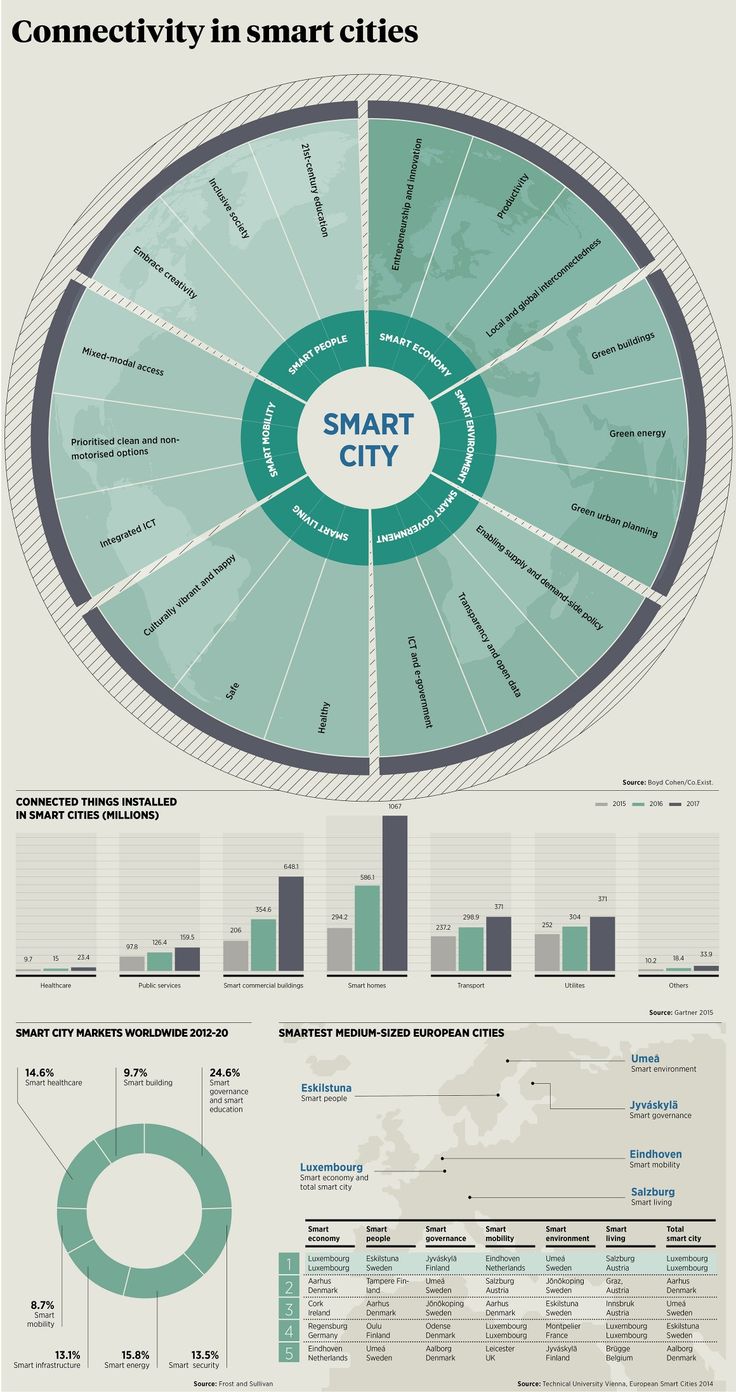 Connectivity in smart cities
21st-century education
Inclusive society
Embrace creativity
Entrepeneurship and innovation
Productivity
Local and global interconnectedness
Green buildings
Green energy
Green urban planning
Enabling supply and demand-side policy
Transparency and open data
ICT and e-government
Healthy
Safe
Culturally vibrant and happy
Integrated ICT
Prioritised clean and non-
motorised options
Mixed-modal access
SMART PEOPLE
SMART ECONOMY
SMART ENVIRONMENT
SMART GOVERNMENT
SMART LIVING
SMART MOBILITY
SMART
CITY
Source: Boyd Cohen/Co.Exist.
CONNECTED THINGS INSTALLED
IN SMART CITIES (MILLIONS)
2015 2016 2017
9.7 15 23.4
97.8 126.4 159.5
206 354.6 648.1
294.2 586.1 1067
237.2 298.9 371
252 304 371
10.2 18.4 33.9
Healthcare Public services Smart commercial buildings Smart homes Transport Utilites Others
Source: Gartner 2015
SMART CITY MARKETS WORLDWIDE 2012-20
14.6%
Smart healthcare
9.7%
Smart building
24.6%
Smart
governance
and smart
education
8.7%
Smart
mobility
13.1%
Smart infrastructure
15.8%
Smart energy
13.5%
Smart security
Source: Frost and Sullivan
SMARTEST MEDIUM-SIZED EUROPEAN CITIES
Umeå
Smart environment
Eskilstuna
Smart people
Jyväskylä
Smart governance
Eindhoven
Smart mobility
Luxembourg
Smart economy and
total smart city
Salzburg
Smart living
Smart Smart Smart Smart Smart Smart Total
economy people governance mobility environment living smart city
1 Luxembourg Eskilstuna Jyväskylä Eindhoven Umeå Salzburg Luxembourg
Luxembourg Sweden Finland Netherlands Sweden Austria Luxembourg
2 Aarhus Tampere Fin- Umeå Salzburg Jönökoping Graz, Aarhus
Denmark land Sweden Austria Sweden Austria Denmark
3 Cork Aarhus Jönökoping Aarhus Eskilstuna Innsbruk Umeå
Ireland Denmark Sweden Denmark Sweden Austria Sweden
4 Regensburg Oulu Odense Luxembourg Montpelier Luxembourg Eskilstuna
Germany Finland Denmark Luxembourg France Luxembourg Sweden
5 Eindhoven Umeå Aalborg Leicester Jyväskylä Brügge Aalborg
Netherlands Sweden Denmark UK Finland Belgium Denmark
Source: Technical University Vienna, European Smart Cities 2014